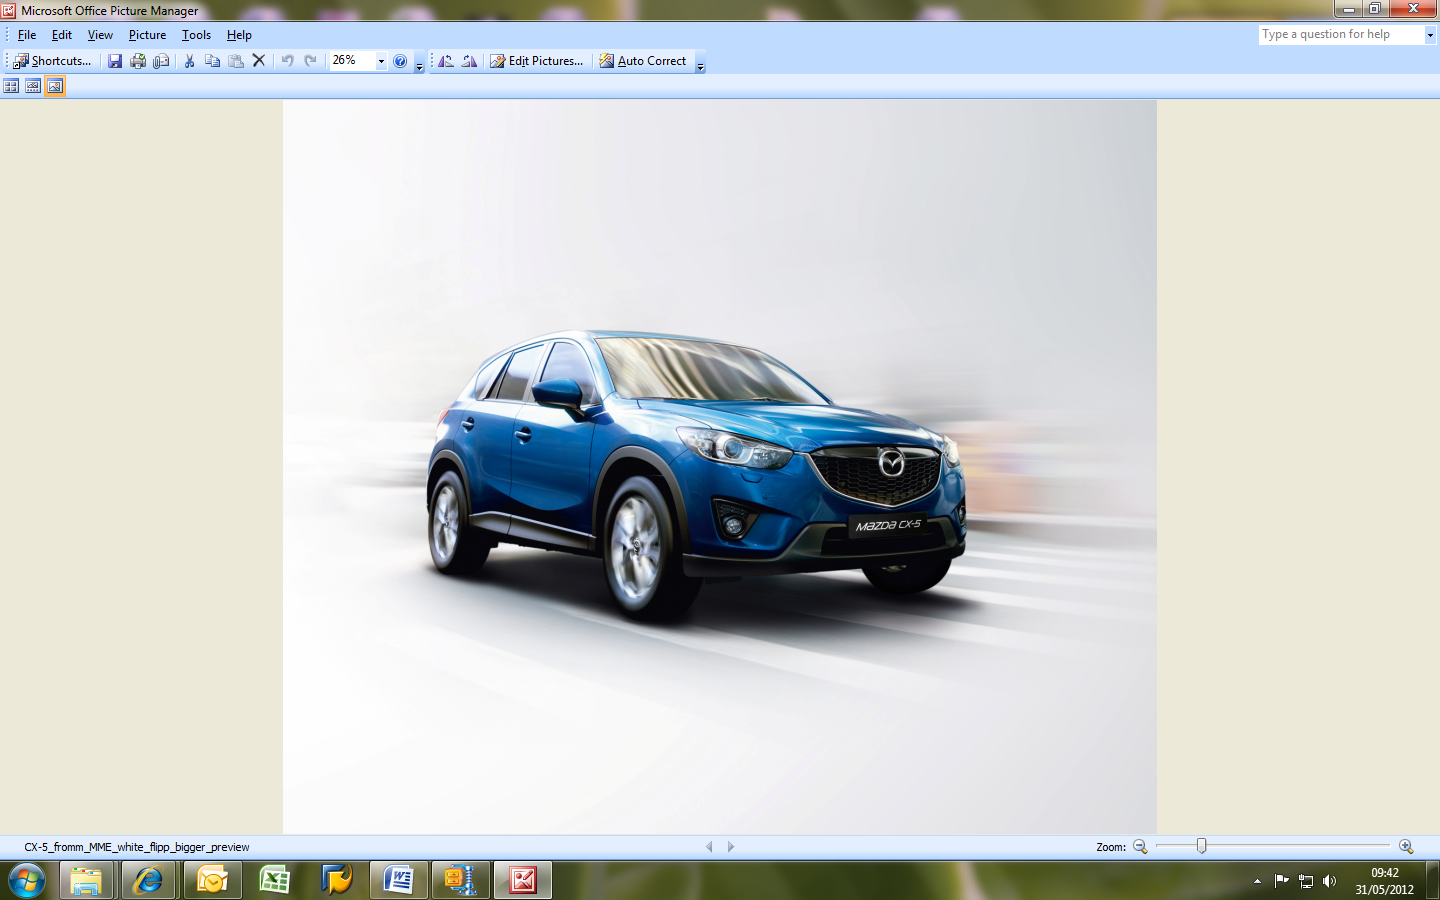 Microsoft Office Picture Manager
File Edit View Picture Tools Help
Type a question for help
Shortcuts... 26% Edit Pictures... Auto Correct
MAZDA CX-5
CX-5_fromm_MME_white_flipp_bigger_preview
Zoom:
09:42
31/05/2012